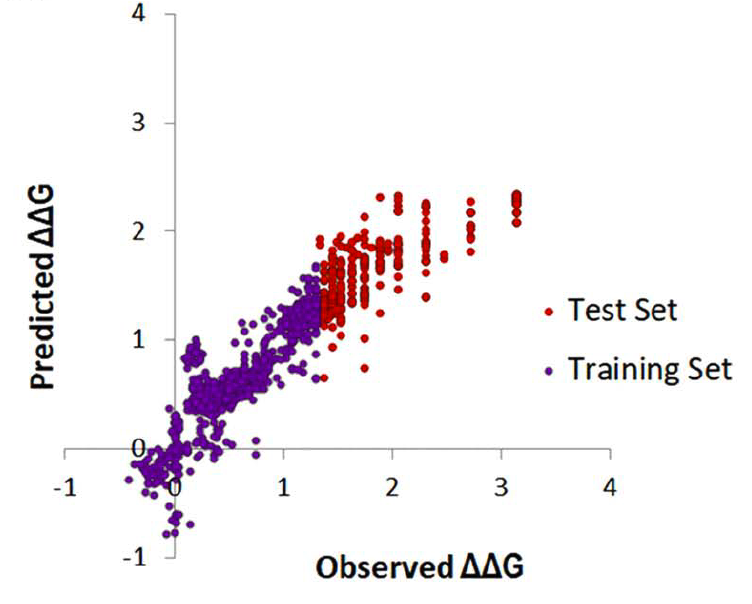 4
3
2
1
0
-1
-1 0 1 2 3 4
Predicted ΔΔG
Observed ΔΔG
Test Set
Training Set